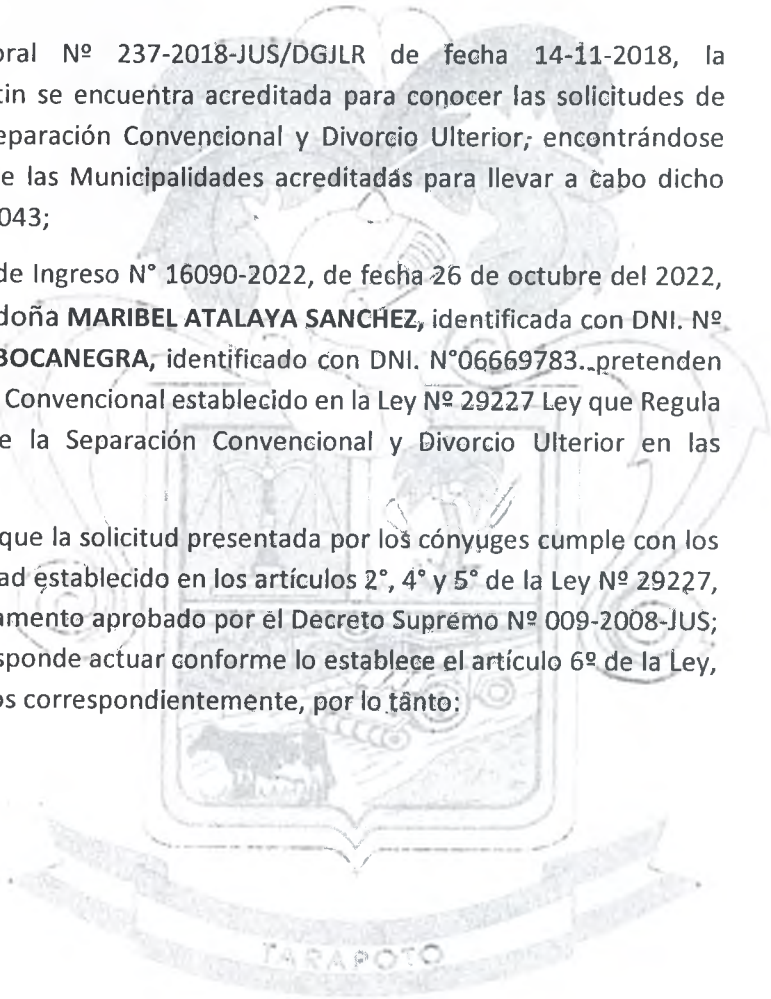 oral Nº 237-2018-JUS/DGJLR de fecha 14-11-2018, la
tin se encuentra acreditada para conocer las solicitudes de
eparación Convencional y Divorcio Ulterior; encontrándose
e las Municipalidades acreditadas para llevar a cabo dicho
043;
de Ingreso N° 16090-2022, de fecha 26 de octubre del 2022,
doña MARIBEL ATALAYA SANCHEZ, identificada con DNI. Nº
BOCANEGRA, identificado con DNI. N°06669783. pretenden
Convencional establecido en la Ley Nº 29227 Ley que Regula
e la Separación Convencional y Divorcio Ulterior en las
que la solicitud presentada por los cónyuges cumple con los
ad establecido en los artículos 2°, 4° y 5° de la Ley Nº 29227,
amento aprobado por el Decreto Supremo Nº 009-2008-JUS;
sponde actuar conforme lo establece el artículo 6º de la Ley,
os correspondientemente, por lo tanto:
TARAPOTO